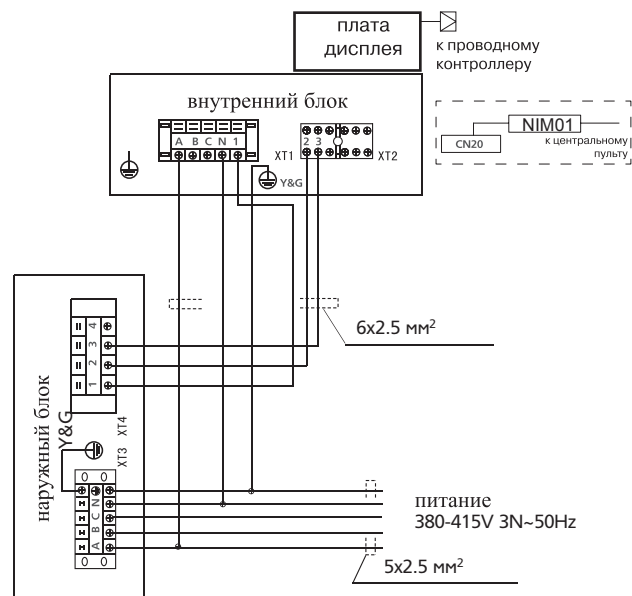 плата
дисплея
к проводному
контроллеру
внутренний блок
A B C N 1
2 3
XT1
XT2
Y&G
NIM01
CN20
к центральному
пульту
6x2.5 мм²
наружный блок
4
3
2
1
Y&G
XT4
XT3
N
C
B
A
питание
380-415V 3N~50Hz
5x2.5 мм²